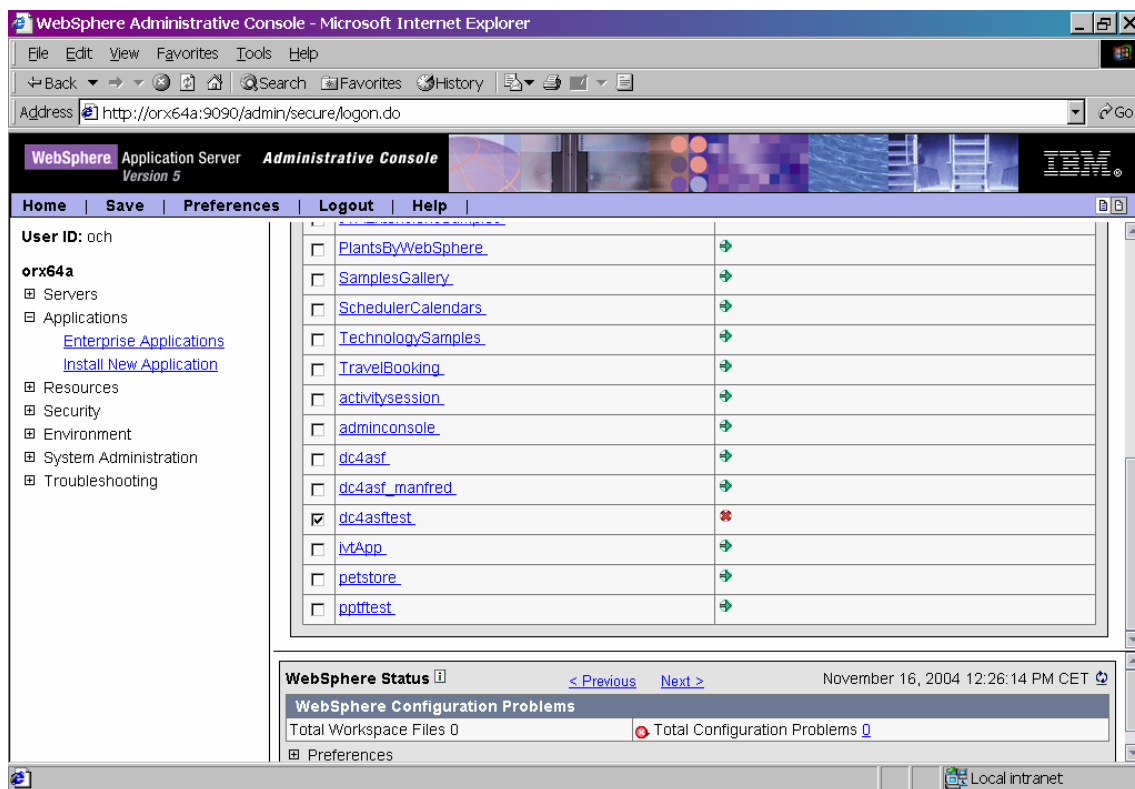 WebSphere Administrative Console - Microsoft Internet Explorer
File Edit View Favorites Tools Help
Back Search Favorites History
Address http://orx64a:9090/admin/secure/logon.do Go
WebSphere Application Server Administrative Console
Version 5
IBM
Home | Save | Preferences | Logout | Help |
User ID: och
orx64a
Servers
Applications
Enterprise Applications
Install New Application
Resources
Security
Environment
System Administration
Troubleshooting
PlantsByWebSphere
SamplesGallery
SchedulerCalendars
TechnologySamples
TravelBooking
activitysession
adminconsole
dc4asf
dc4asf_manfred
dc4asftest
ivtApp
petstore
pptftest
WebSphere Status i < Previous Next > November 16, 2004 12:26:14 PM CET
WebSphere Configuration Problems
Total Workspace Files 0 Total Configuration Problems 0
Preferences
Local intranet